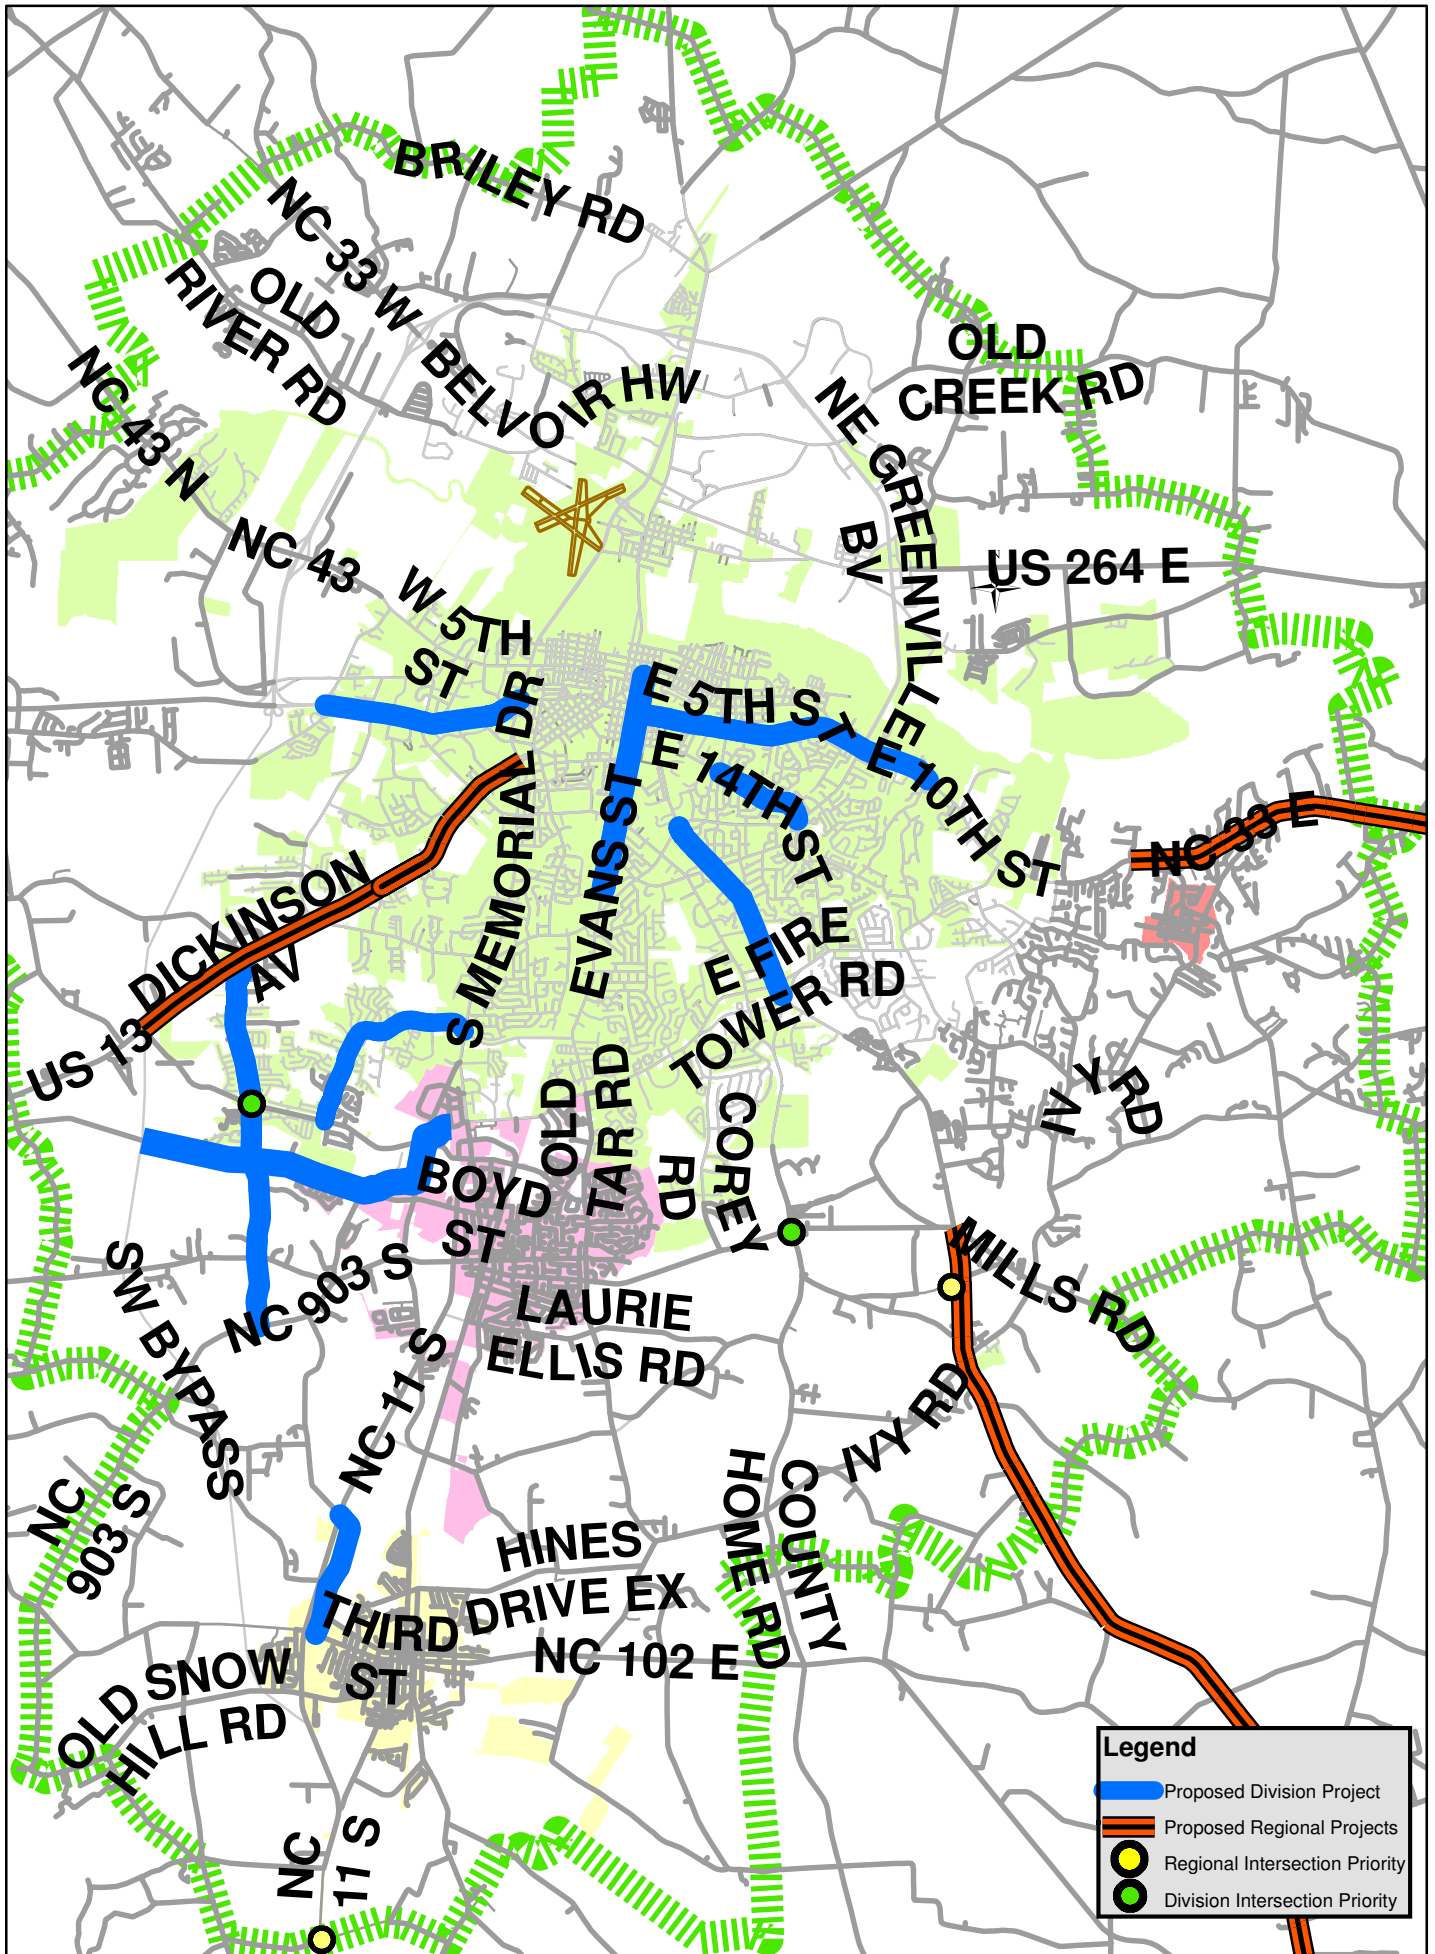 BRILEY RD
NC 33 W
BELVOIR HW
OLD
RIVER RD
OLD
CREEK RD
NC 43 N
NE GREENVILLE
BV
NC 43
US 264 E
W 5TH
ST
E 5TH ST
E 10TH ST
E 14TH
ST
S MEMORIAL DR
EVANS ST
NC 33 E
DICKINSON
AV
E FIRE
TOWER RD
US 13
IVY RD
OLD
TAR RD
COREY
RD
BOYD
ST
NC 903 S
SW BYPASS
MILLS RD
LAURIE
ELLIS RD
NC 11 S
IVY RD
NC
903 S
COUNTY
HOME RD
HINES
DRIVE EX
THIRD
ST
NC 102 E
OLD SNOW
HILL RD
NC
11 S
Legend
Proposed Division Project
Proposed Regional Projects
Regional Intersection Priority
Division Intersection Priority